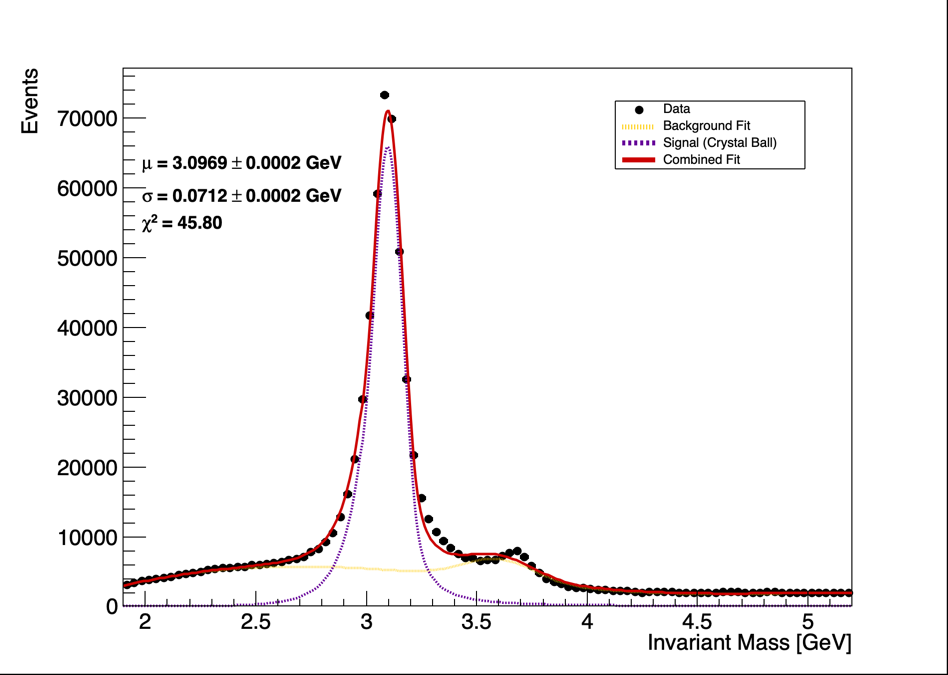 Events
70000
60000
50000
40000
30000
20000
10000
0
μ = 3.0969 ± 0.0002 GeV
σ = 0.0712 ± 0.0002 GeV
χ² = 45.80
Data
Background Fit
Signal (Crystal Ball)
Combined Fit
2 2.5 3 3.5 4 4.5 5
Invariant Mass [GeV]